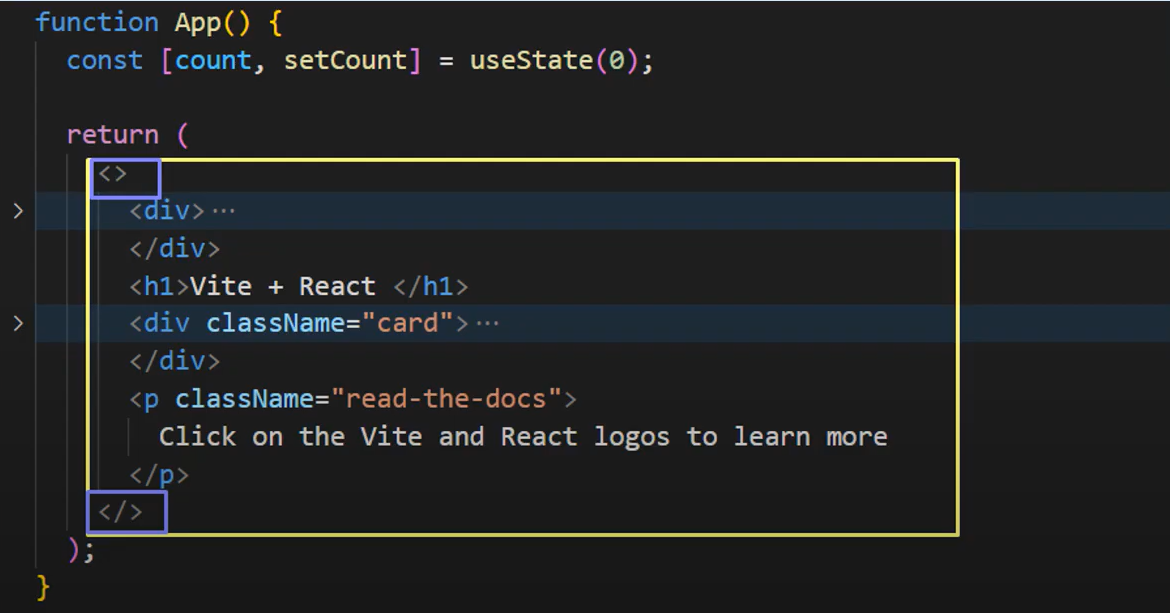 function App() {
const [count, setCount] = useState(0);
return (
<>
<div>···
</div>
<h1>Vite + React </h1>
<div className="card">···
</div>
<p className="read-the-docs">
Click on the Vite and React logos to learn more
</p>
</>
);
}